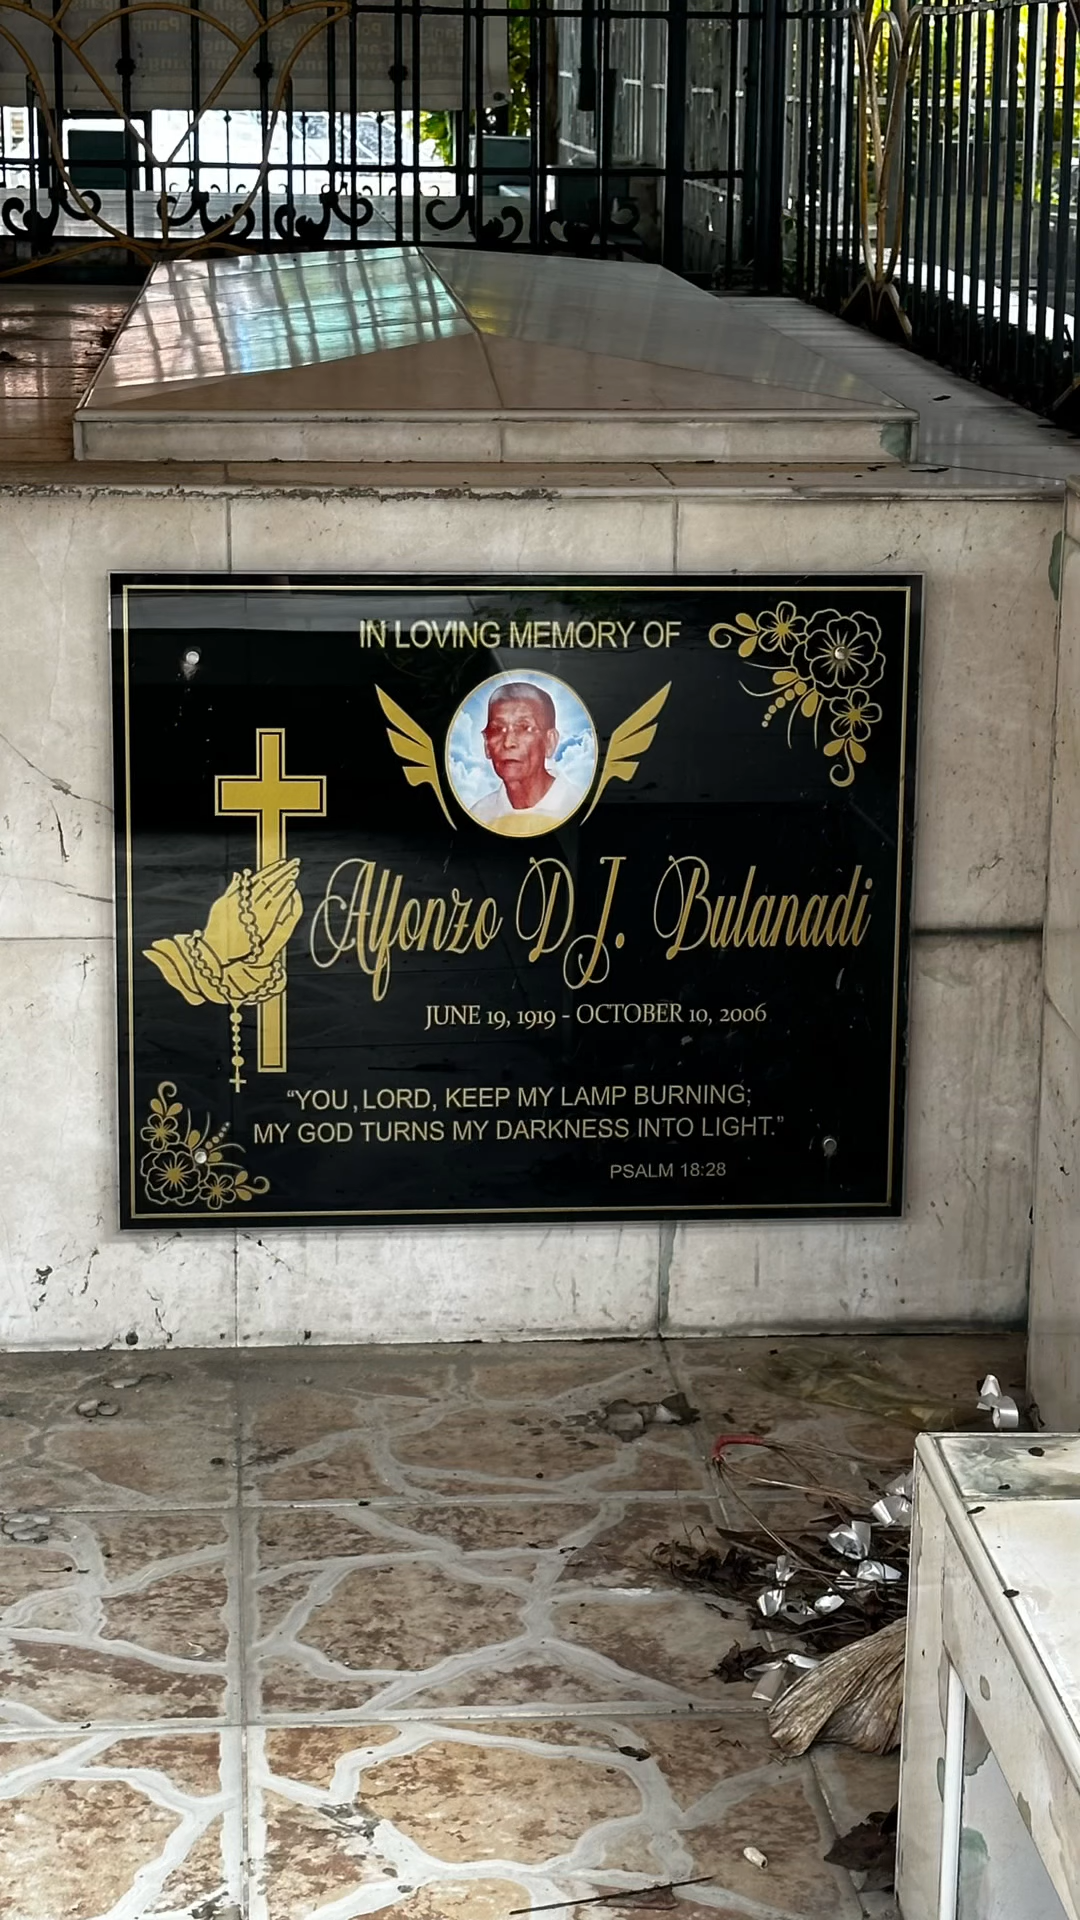 IN LOVING MEMORY OF
Alfonzo DJ. Bulanadi
JUNE 19, 1919 - OCTOBER 10, 2006
“YOU, LORD, KEEP MY LAMP BURNING;
MY GOD TURNS MY DARKNESS INTO LIGHT.”
PSALM 18:28